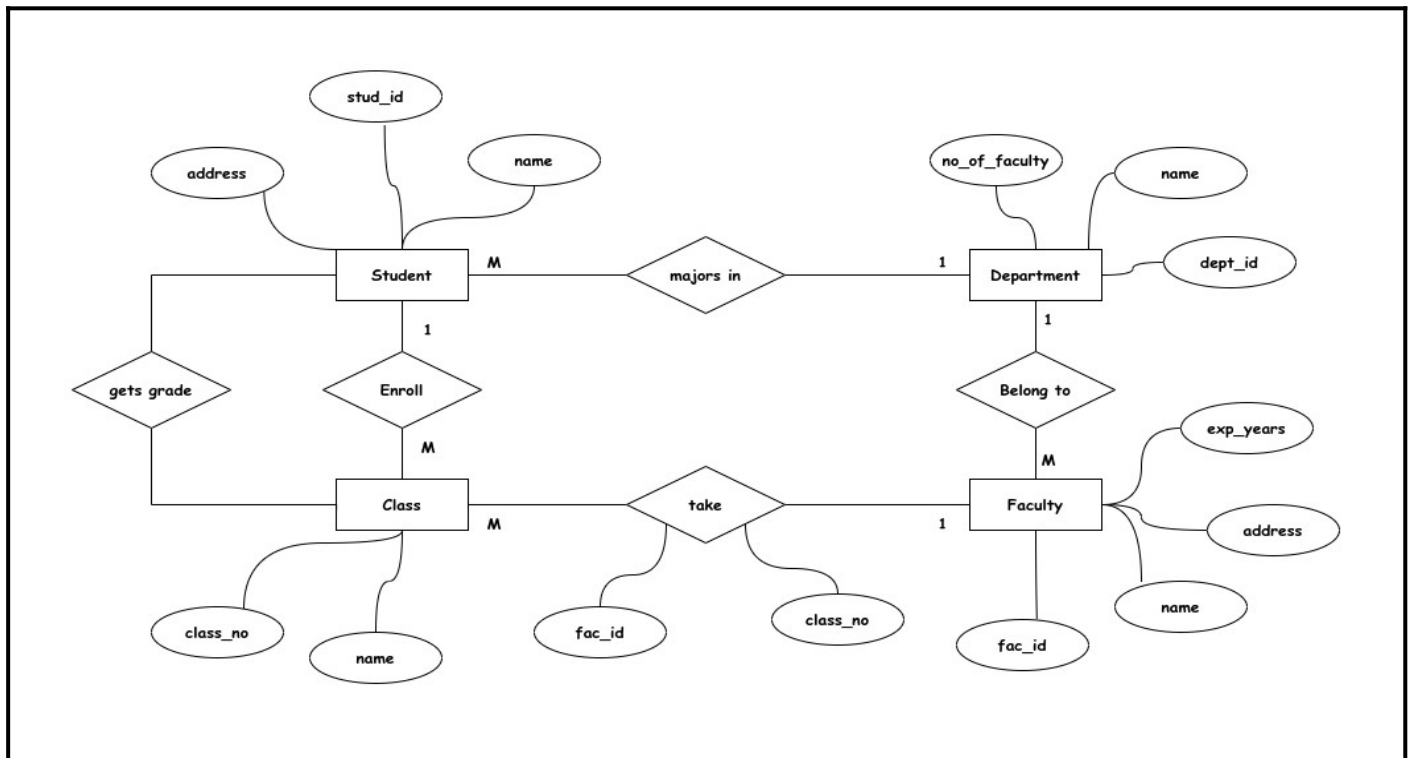 stud_id
address
name
no_of_faculty
name
dept_id
Student
M
majors in
1
Department
1
1
gets grade
Enroll
Belong to
M
M
exp_years
Class
M
take
1
Faculty
address
class_no
name
fac_id
class_no
name
fac_id